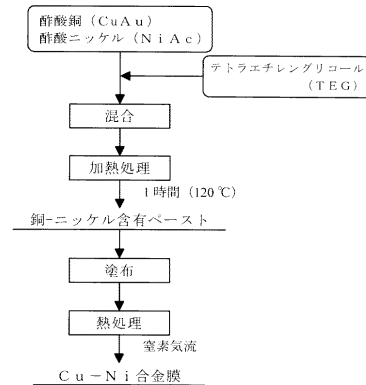 酢酸銅(CuAu)
酢酸ニッケル(NiAc)
テトラエチレングリコール
(TEG)
混合
加熱処理
1時間(120℃)
銅-ニッケル含有ペースト
塗布
熱処理
窒素気流
Cu-Ni合金膜